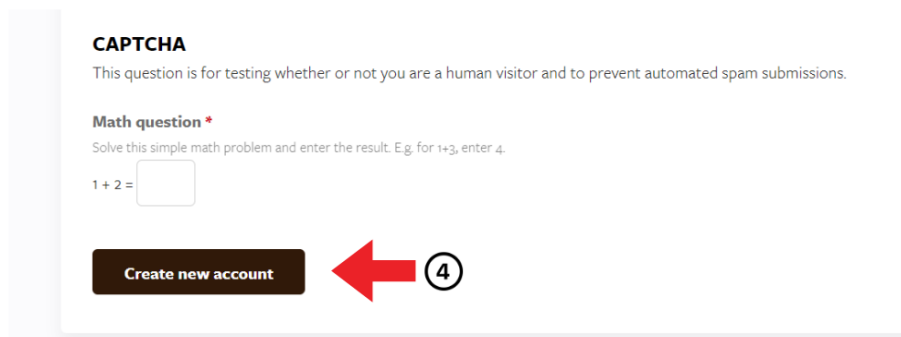 CAPTCHA
This question is for testing whether or not you are a human visitor and to prevent automated spam submissions.
Math question *
Solve this simple math problem and enter the result. E.g. for 1+3, enter 4.
1 + 2 =
Create new account
4